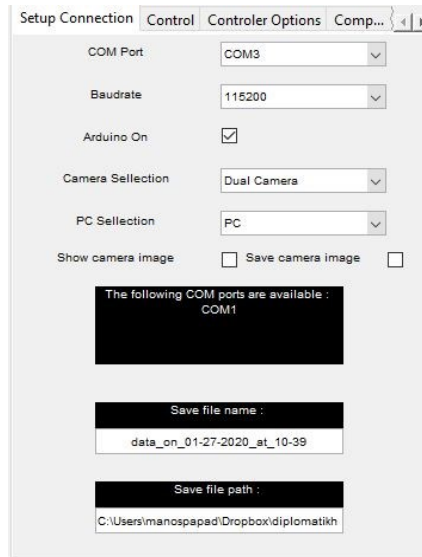 Setup Connection Control Controler Options Comp...
COM Port COM3
Baudrate 115200
Arduino On
Camera Sellection Dual Camera
PC Sellection PC
Show camera image Save camera image
The following COM ports are available :
COM1
Save file name :
data_on_01-27-2020_at_10-39
Save file path :
C:\Users\manospapad\Dropbox\diplomatikh